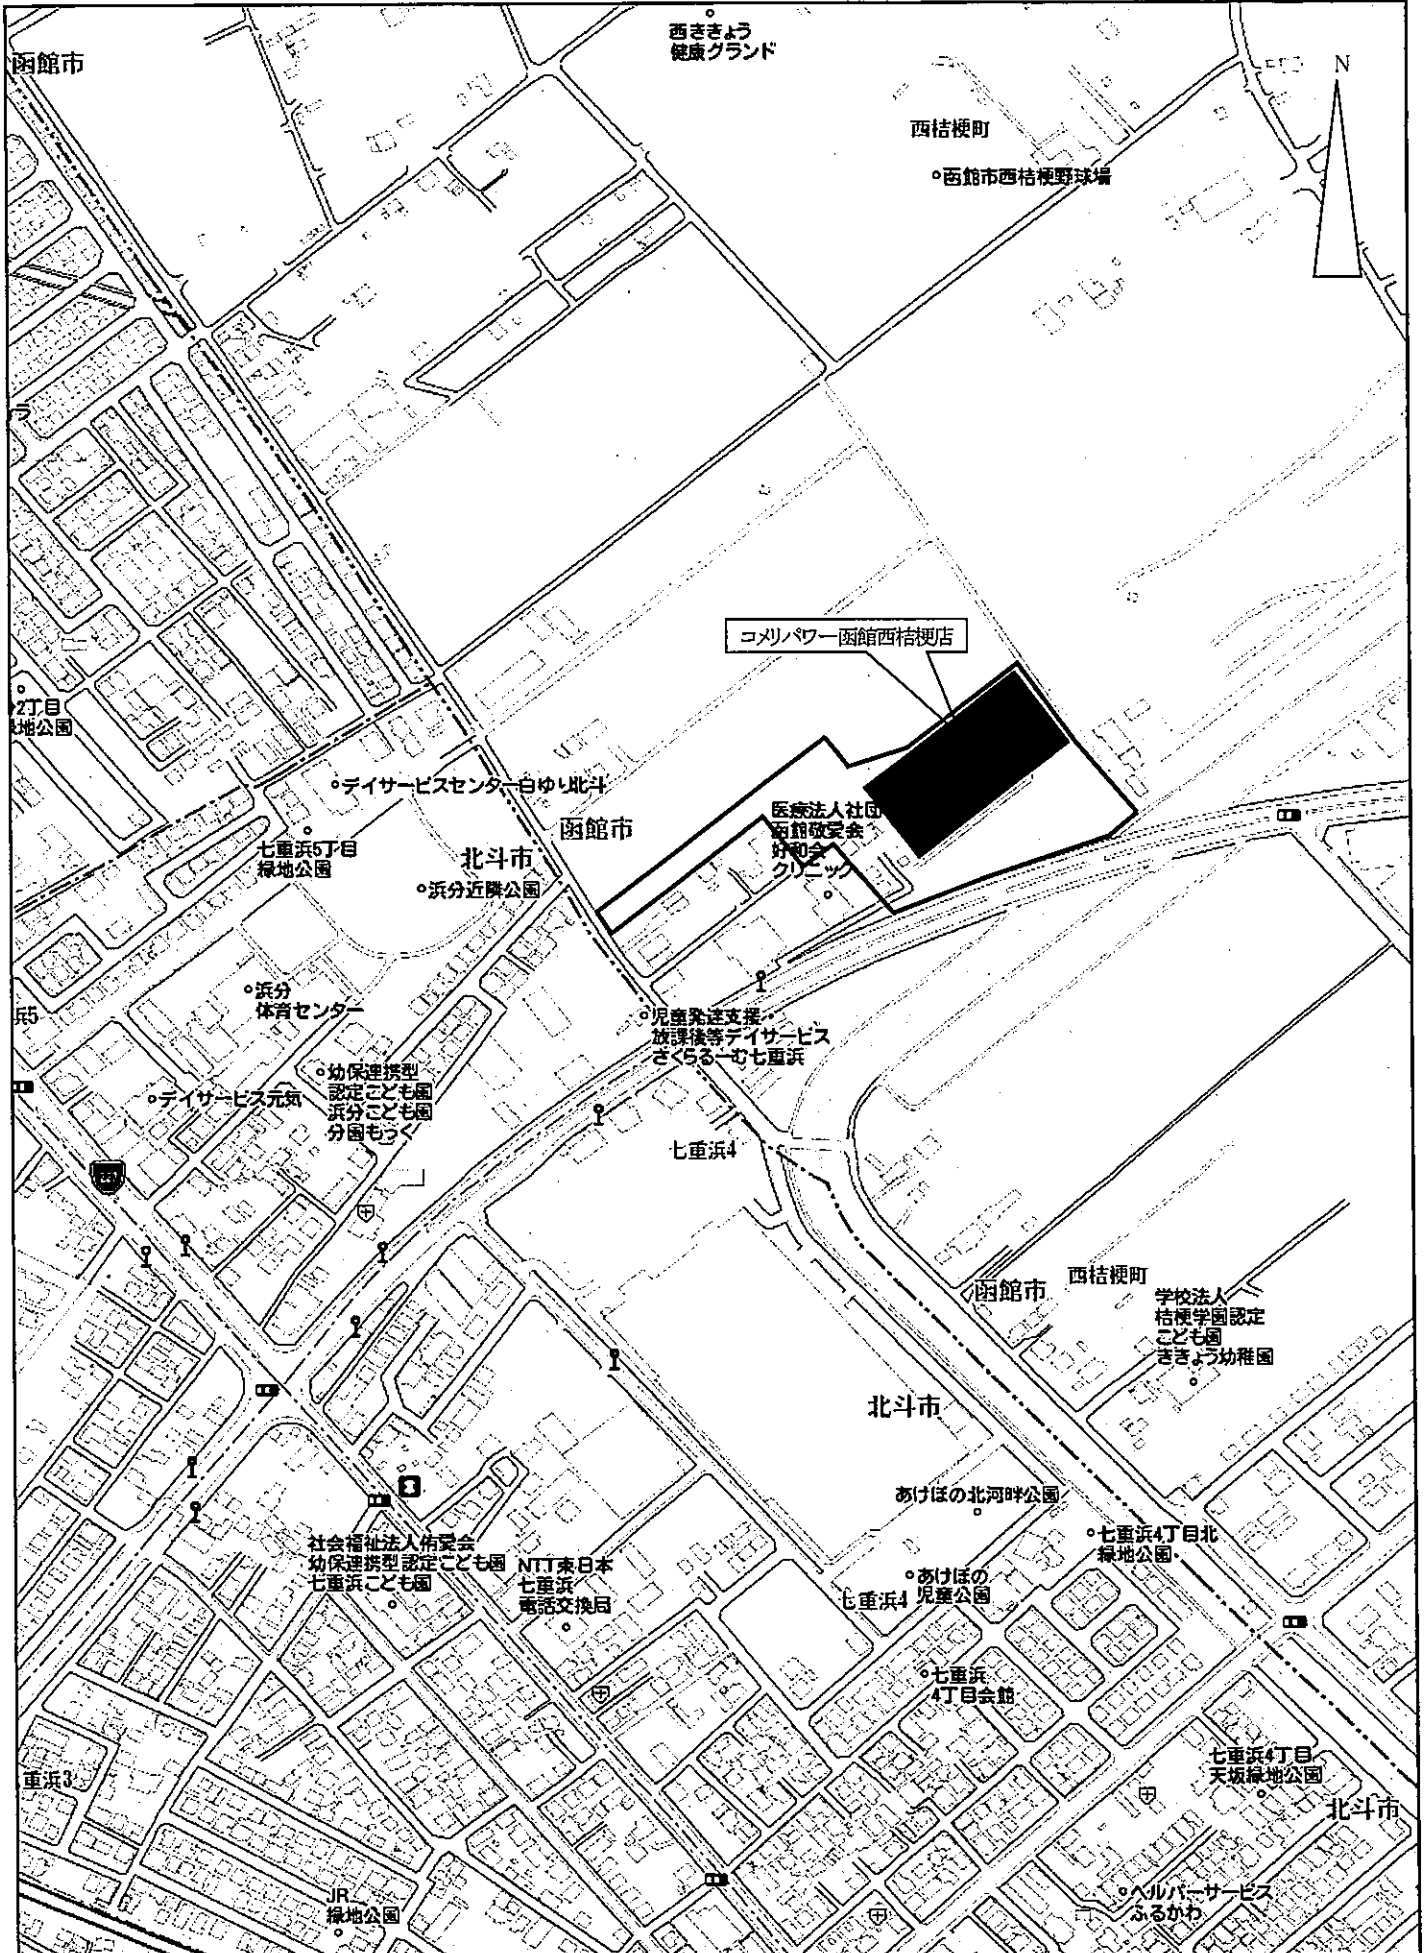 西ききょう
健康グランド
函館市
N
西桔梗町
函館市西桔梗野球場
ラ
コメリパワー函館西桔梗店
2丁目
緑地公園
デイサービスセンター白ゆり北斗
医療法人社団
函館敬愛会
好和会
クリニック
函館市
七重浜5丁目
緑地公園
北斗市
浜分近隣公園
浜分
体育センター
浜5
児童発達支援・
放課後等デイサービス
さくらるーむ七重浜
幼保連携型
認定こども園
浜分こども園
分園もっく
デイサービス元気
七重浜4
函館市
西桔梗町
学校法人
桔梗学園認定
こども園
ききょう幼稚園
北斗市
あけぼの北河畔公園
七重浜4丁目北
緑地公園
社会福祉法人侑愛会
幼保連携型認定こども園
七重浜こども園
NTT東日本
七重浜
電話交換局
あけぼの
児童公園
七重浜4
七重浜
4丁目会館
重浜3
七重浜4丁目
天坂緑地公園
北斗市
JR
緑地公園
ヘルパーサービス
ふるかわ